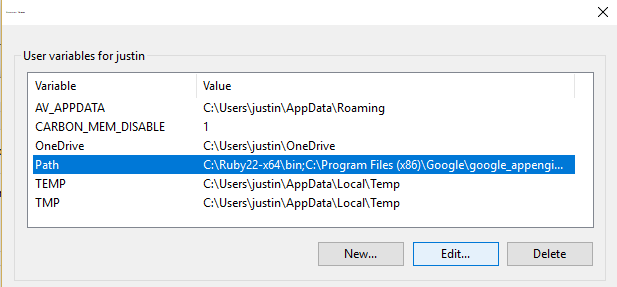 User variables for justin
Variable Value
AV_APPDATA C:\Users\justin\AppData\Roaming
CARBON_MEM_DISABLE 1
OneDrive C:\Users\justin\OneDrive
Path C:\Ruby22-x64\bin;C:\Program Files (x86)\Google\google_appengi...
TEMP C:\Users\justin\AppData\Local\Temp
TMP C:\Users\justin\AppData\Local\Temp
New... Edit... Delete